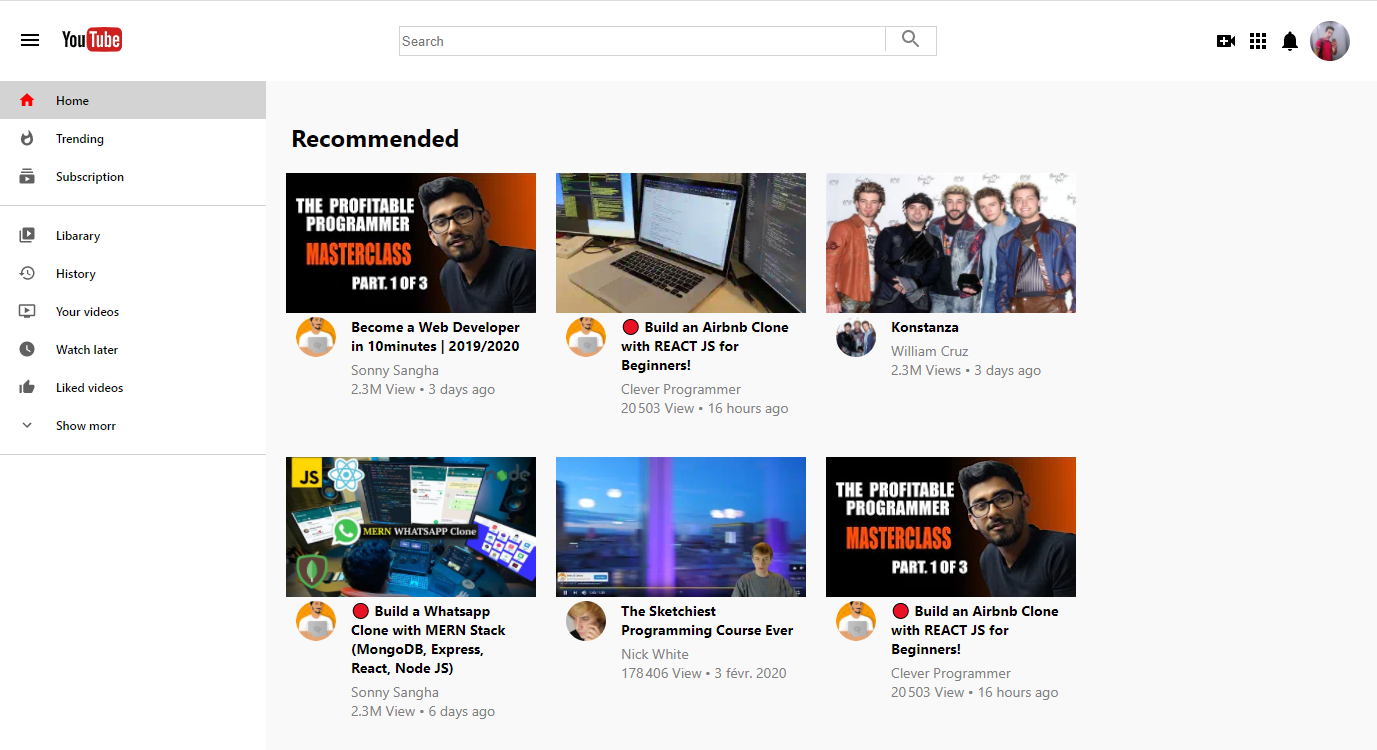 YouTube
Search
Home
Trending
Subscription
Libarary
History
Your videos
Watch later
Liked videos
Show morr
Recommended
THE PROFITABLE
PROGRAMMER
MASTERCLASS
PART. 1 OF 3
Become a Web Developer
in 10minutes | 2019/2020
Sonny Sangha
2.3M View • 3 days ago
🔴 Build an Airbnb Clone
with REACT JS for
Beginners!
Clever Programmer
20 503 View • 16 hours ago
Konstanza
William Cruz
2.3M Views • 3 days ago
JS
node
MERN WHATSAPP Clone
🔴 Build a Whatsapp
Clone with MERN Stack
(MongoDB, Express,
React, Node JS)
Sonny Sangha
2.3M View • 6 days ago
The Sketchiest
Programming Course Ever
Nick White
178 406 View • 3 févr. 2020
THE PROFITABLE
PROGRAMMER
MASTERCLASS
PART. 1 OF 3
🔴 Build an Airbnb Clone
with REACT JS for
Beginners!
Clever Programmer
20 503 View • 16 hours ago